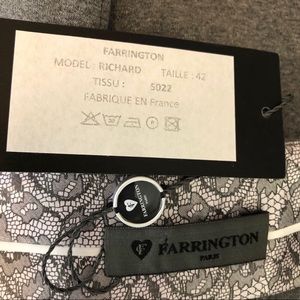 FARRINGTON
MODEL : RICHARD TAILLE : 42
TISSU : 5022
FABRIQUE EN France
FARRINGTON
PARIS